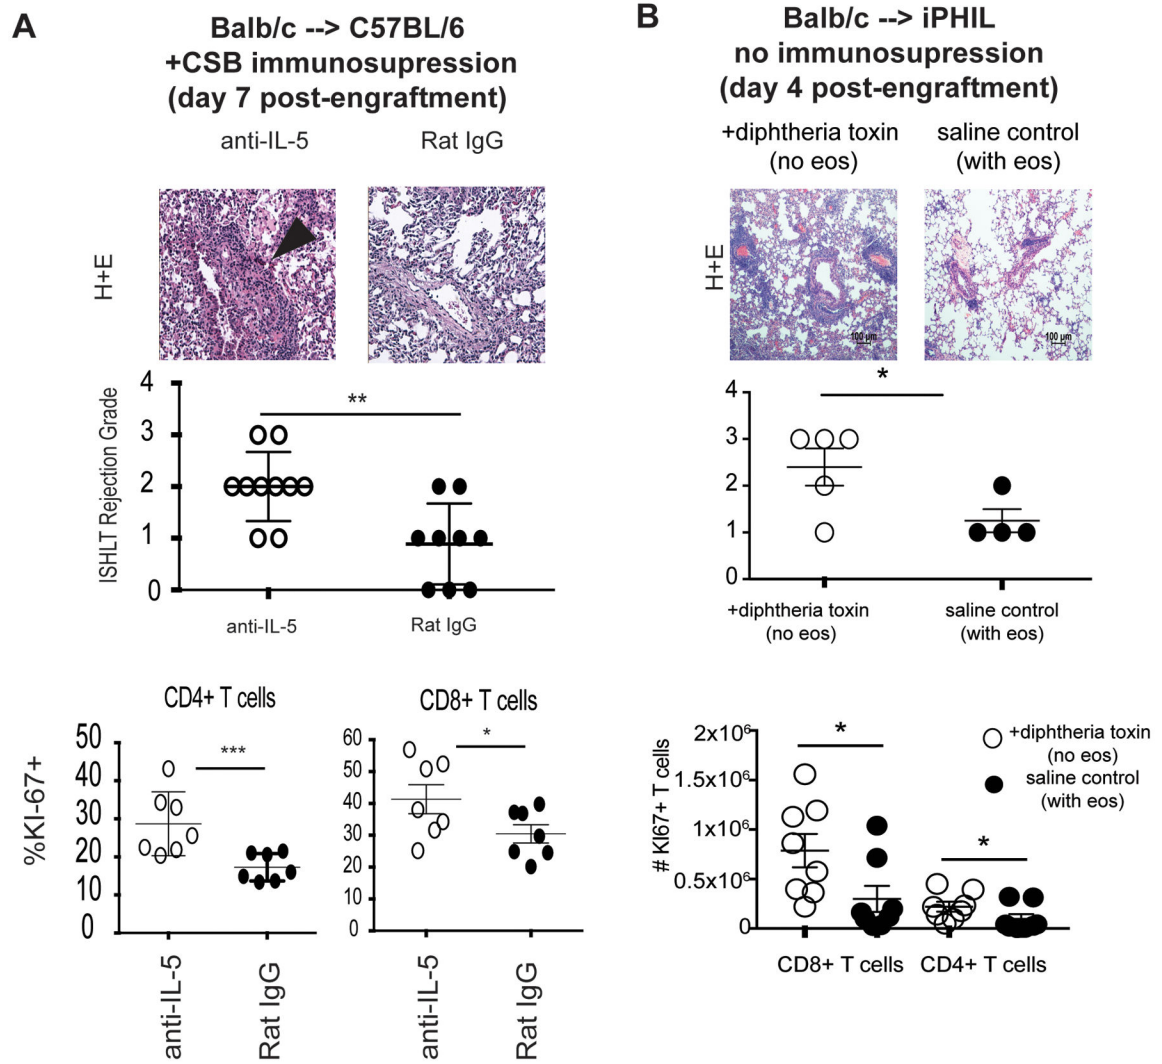 A
Balb/c --> C57BL/6
+CSB immunosupression
(day 7 post-engraftment)
anti-IL-5 Rat IgG
H+E
4
3
2
1
0
ISHLT Rejection Grade
**
anti-IL-5 Rat IgG
CD4+ T cells
%KI-67+
50
40
30
20
10
0
***
anti-IL-5
Rat IgG
CD8+ T cells
60
50
40
30
20
10
0
*
anti-IL-5
Rat IgG
B
Balb/c --> iPHIL
no immunosupression
(day 4 post-engraftment)
+diphtheria toxin saline control
(no eos) (with eos)
H+E
100 µm
100 µm
*
4
3
2
1
0
+diphtheria toxin saline control
(no eos) (with eos)
# KI67+ T cells
2x10⁶
1.5x10⁶
1x10⁶
0.5x10⁶
0
*
*
+diphtheria toxin
(no eos)
saline control
(with eos)
CD8+ T cells CD4+ T cells